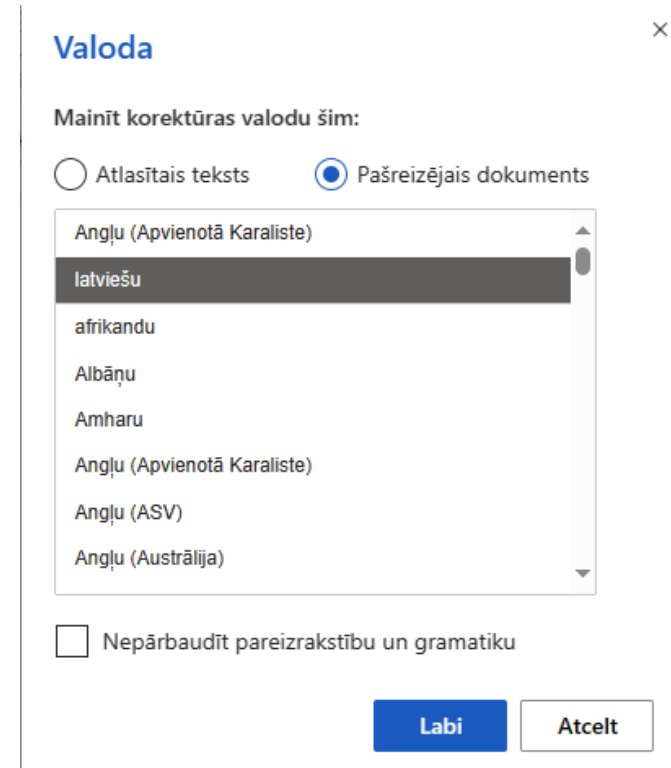 Valoda
Mainīt korektūras valodu šim:
Atlasītais teksts Pašreizējais dokuments
Angļu (Apvienotā Karaliste)
latviešu
afrikandu
Albāņu
Amharu
Angļu (Apvienotā Karaliste)
Angļu (ASV)
Angļu (Austrālija)
Nepārbaudīt pareizrakstību un gramatiku
Labi Atcelt